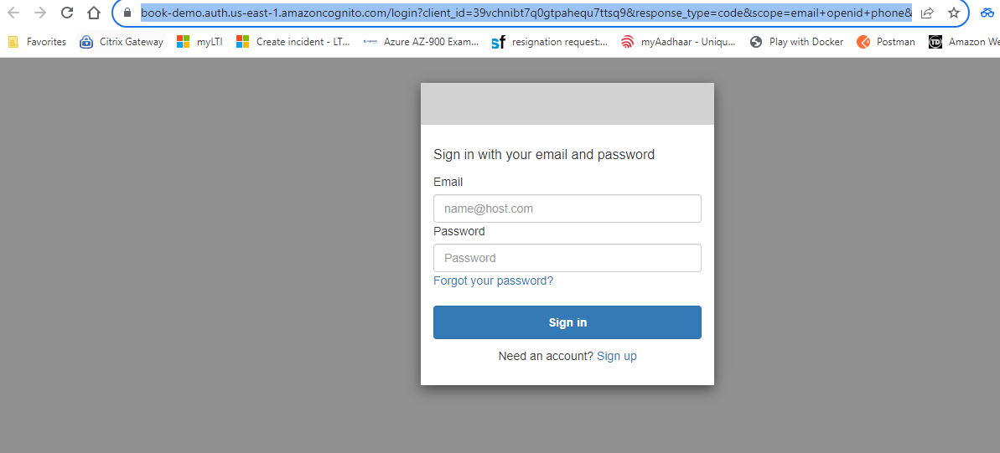 book-demo.auth.us-east-1.amazoncognito.com/login?client_id=39vchnibt7q0gtpahequ7ttsq9&response_type=code&scope=email+openid+phone&
Favorites Citrix Gateway myLTI Create incident - LT... Azure AZ-900 Exam... sf resignation request:... myAadhaar - Uniqu... Play with Docker Postman TD Amazon We
Sign in with your email and password
Email
name@host.com
Password
Password
Forgot your password?
Sign in
Need an account? Sign up